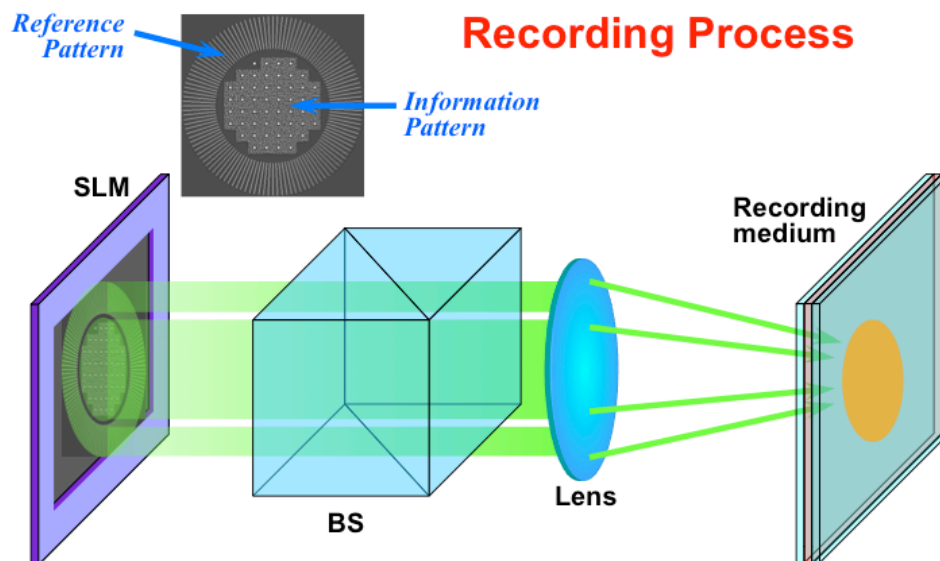 Recording Process
Reference
Pattern
Information
Pattern
SLM
Recording
medium
Lens
BS